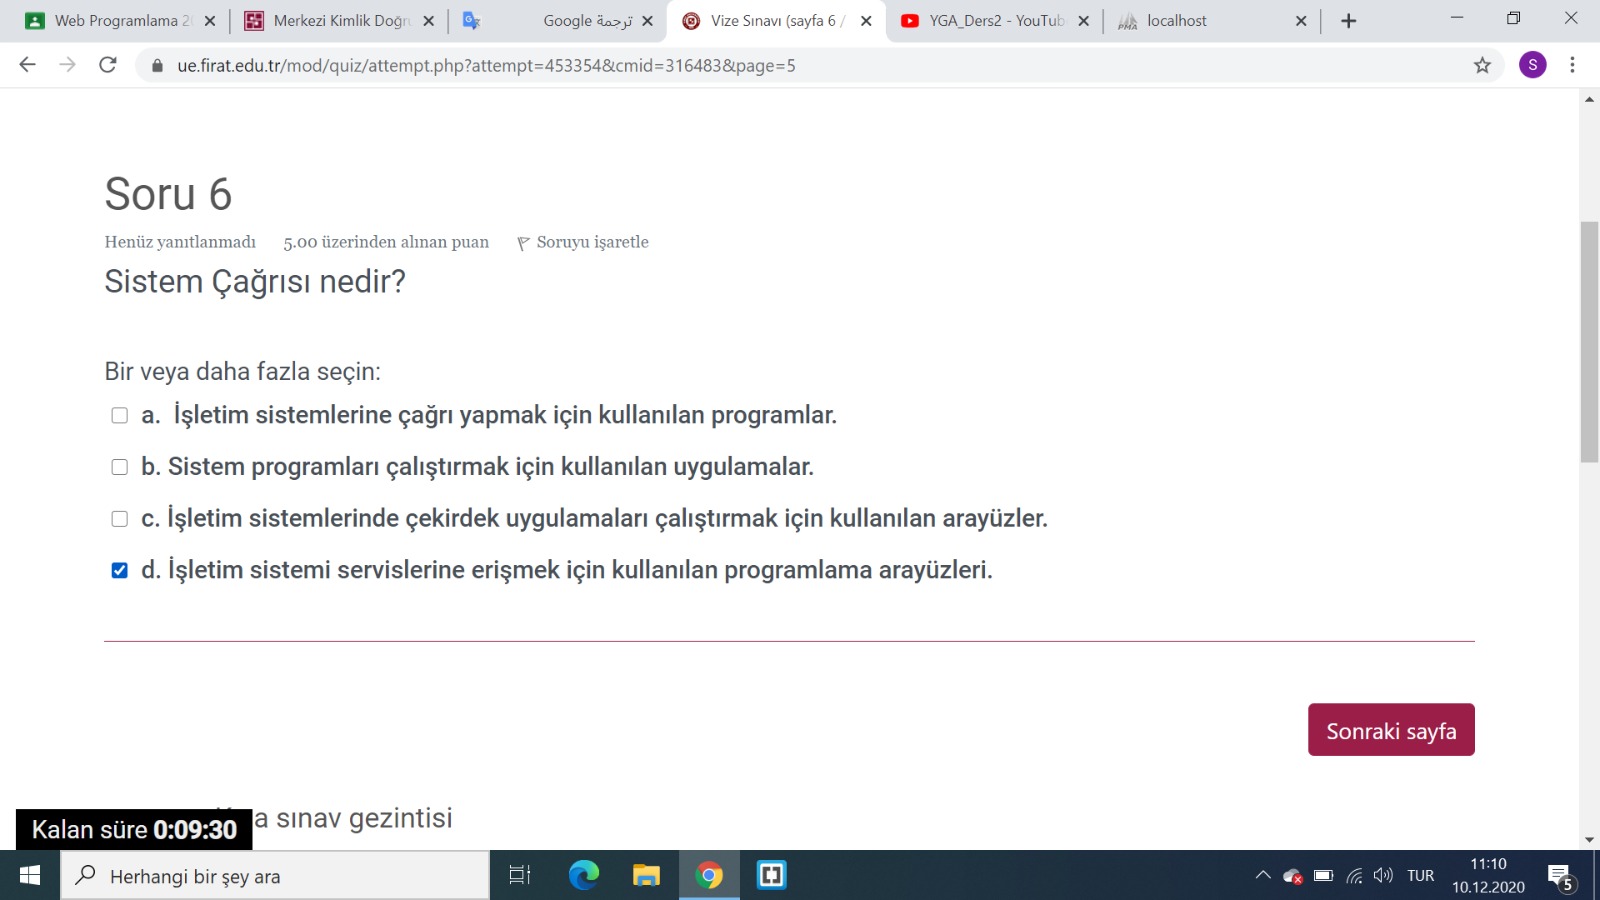 Web Programlama 2
Merkezi Kimlik Doğru
ترجمة Google
Vize Sınavı (sayfa 6 /
YGA_Ders2 - YouTub
localhost
ue.firat.edu.tr/mod/quiz/attempt.php?attempt=453354&cmid=316483&page=5
S
Soru 6
Henüz yanıtlanmadı 5.00 üzerinden alınan puan Soruyu işaretle
Sistem Çağrısı nedir?
Bir veya daha fazla seçin:
a. İşletim sistemlerine çağrı yapmak için kullanılan programlar.
b. Sistem programları çalıştırmak için kullanılan uygulamalar.
c. İşletim sistemlerinde çekirdek uygulamaları çalıştırmak için kullanılan arayüzler.
d. İşletim sistemi servislerine erişmek için kullanılan programlama arayüzleri.
Sonraki sayfa
a sınav gezintisi
Kalan süre 0:09:30
Herhangi bir şey ara
TUR
11:10
10.12.2020
5